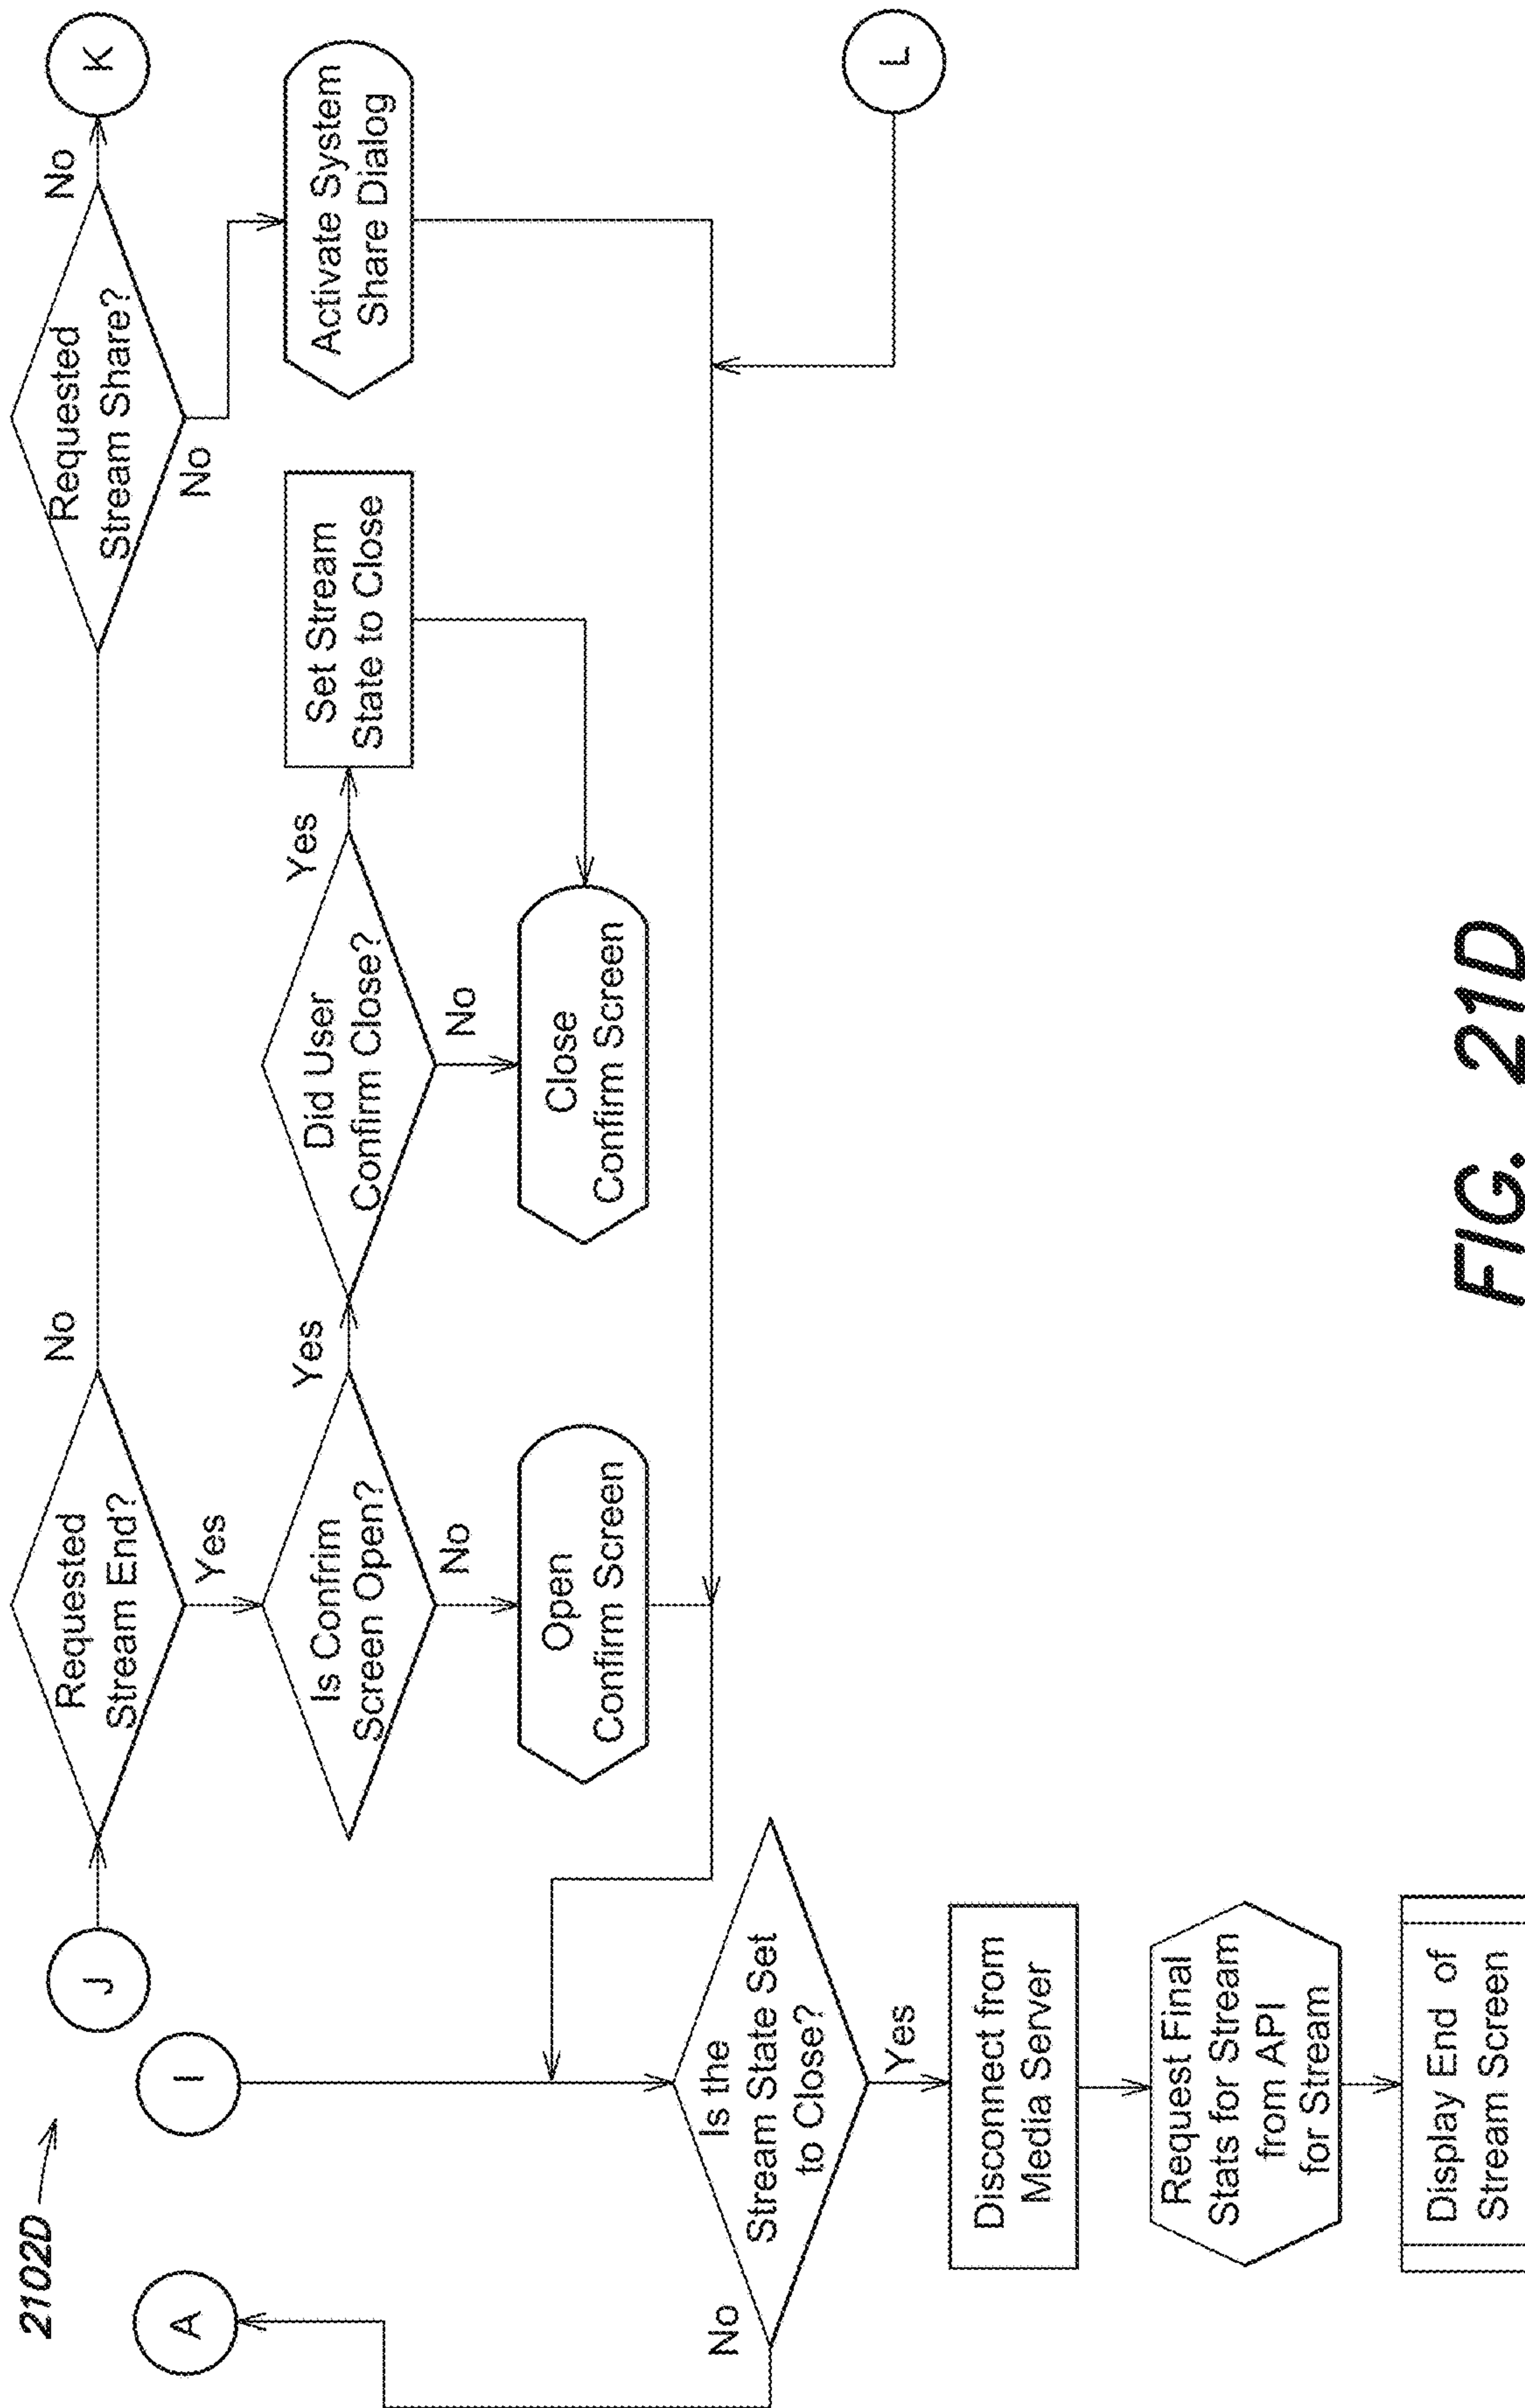 2102D
J
Requested
Stream End?
No
Requested
Stream Share?
No
K
Yes
No
I
A
Is Confrim
Screen Open?
Yes
Did User
Confirm Close?
Yes
Set Stream
State to Close
Activate System
Share Dialog
No
No
Open
Confirm Screen
Close
Confirm Screen
L
Is the
Stream State Set
to Close?
No
Yes
Disconnect from
Media Server
Request Final
Stats for Stream
from API
for Stream
Display End of
Stream Screen
FIG. 21D